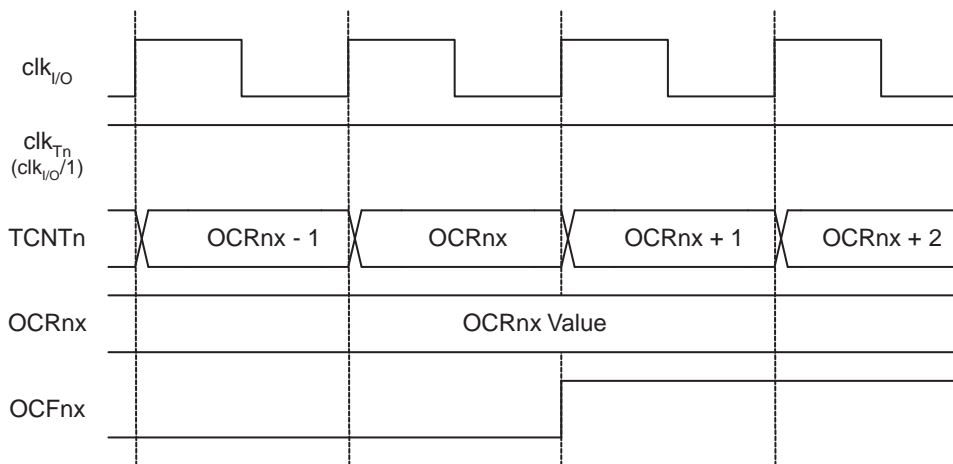 clkI/O
clkTn
(clkI/O/1)
TCNTn
OCRnx - 1
OCRnx
OCRnx + 1
OCRnx + 2
OCRnx
OCRnx Value
OCFnx